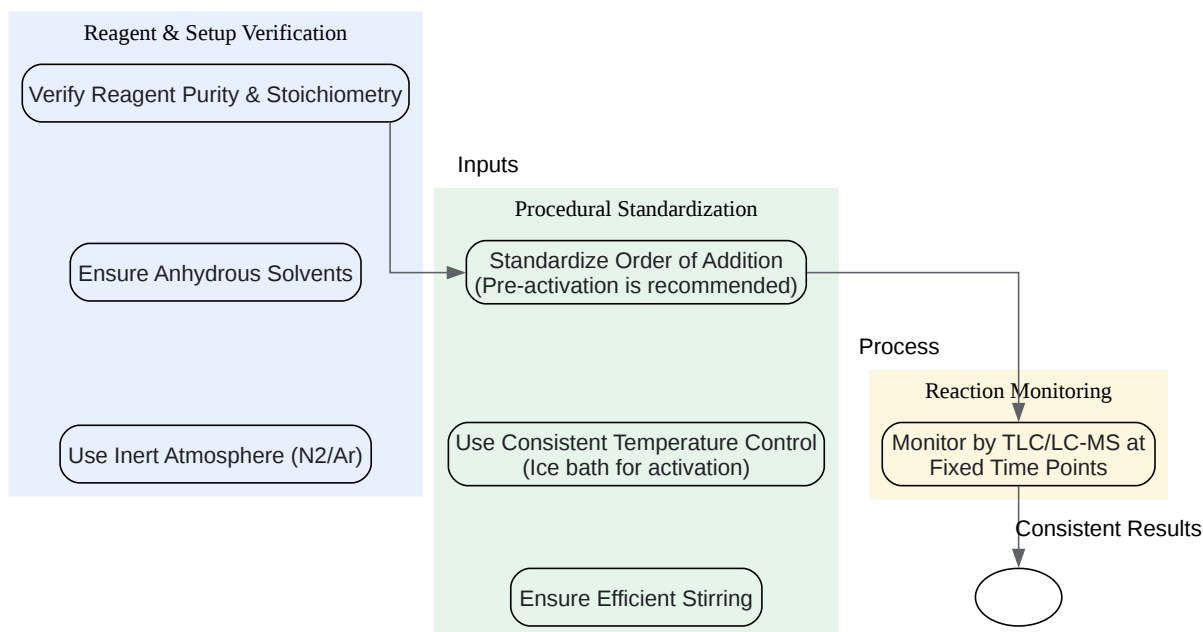 Reagent & Setup Verification
Verify Reagent Purity & Stoichiometry
Ensure Anhydrous Solvents
Use Inert Atmosphere (N2/Ar)
Inputs
Procedural Standardization
Standardize Order of Addition
(Pre-activation is recommended)
Use Consistent Temperature Control
(Ice bath for activation)
Ensure Efficient Stirring
Process
Reaction Monitoring
Monitor by TLC/LC-MS at
Fixed Time Points
Consistent Results